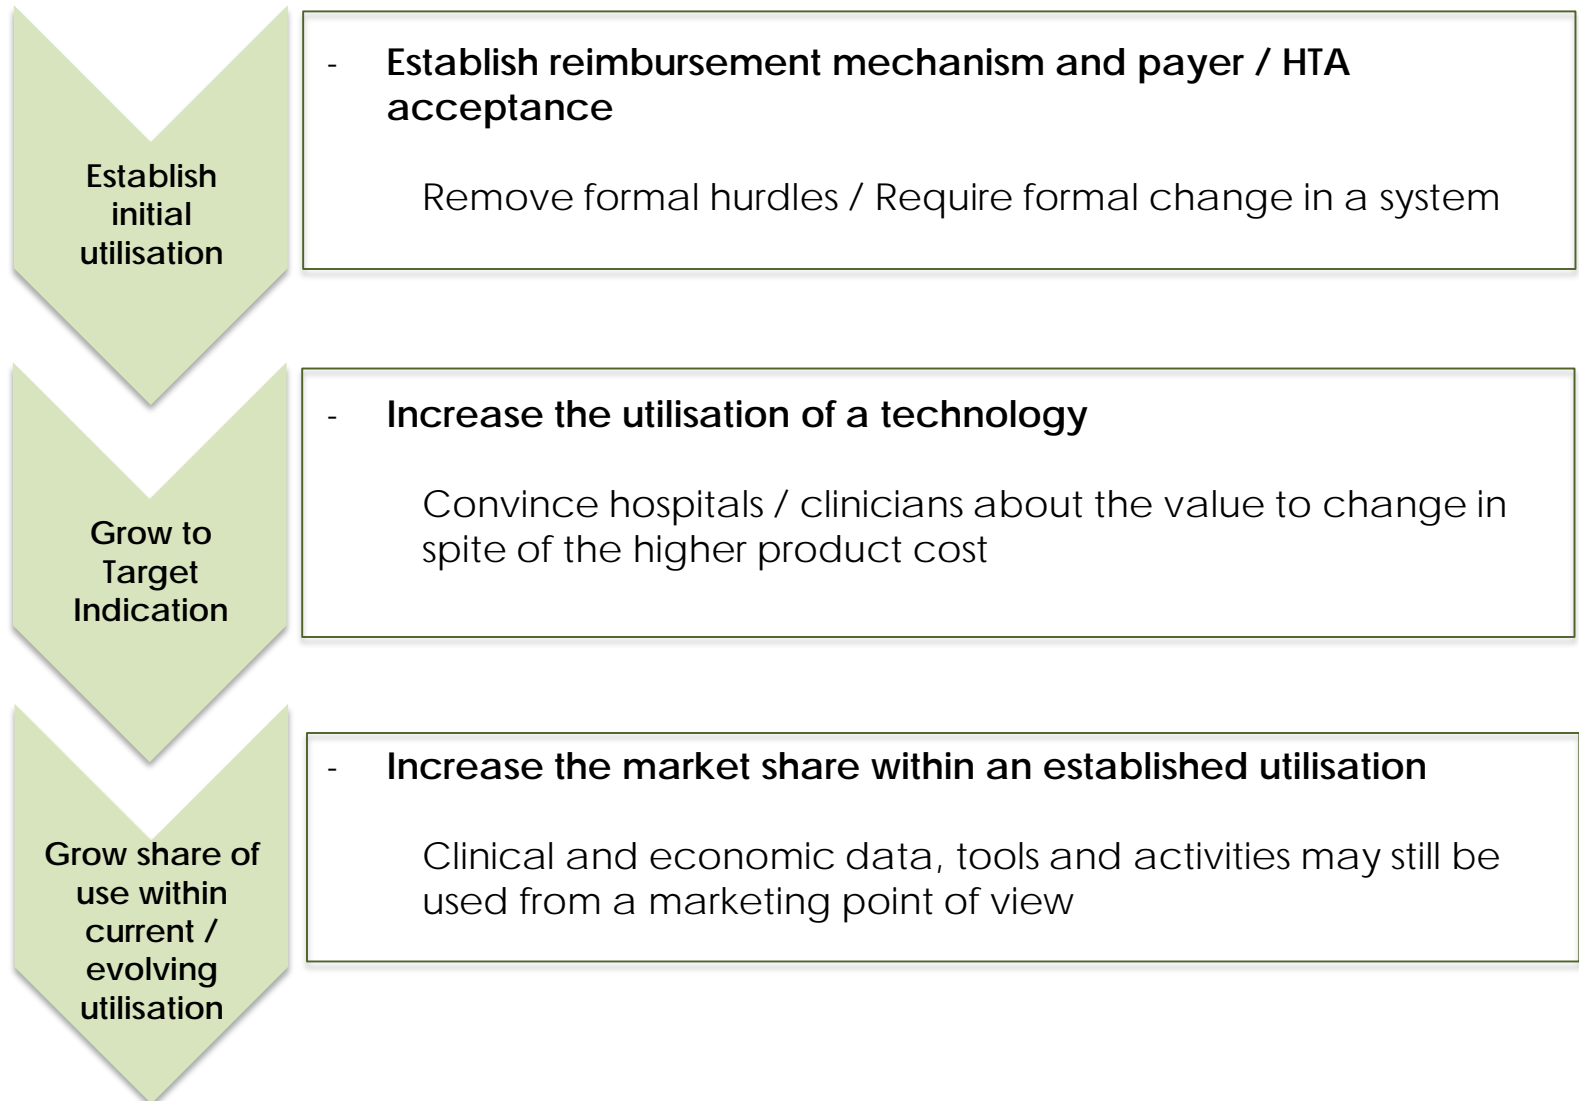 Establish
initial
utilisation
- Establish reimbursement mechanism and payer / HTA
acceptance
Remove formal hurdles / Require formal change in a system
Grow to
Target
Indication
- Increase the utilisation of a technology
Convince hospitals / clinicians about the value to change in
spite of the higher product cost
Grow share of
use within
current /
evolving
utilisation
- Increase the market share within an established utilisation
Clinical and economic data, tools and activities may still be
used from a marketing point of view